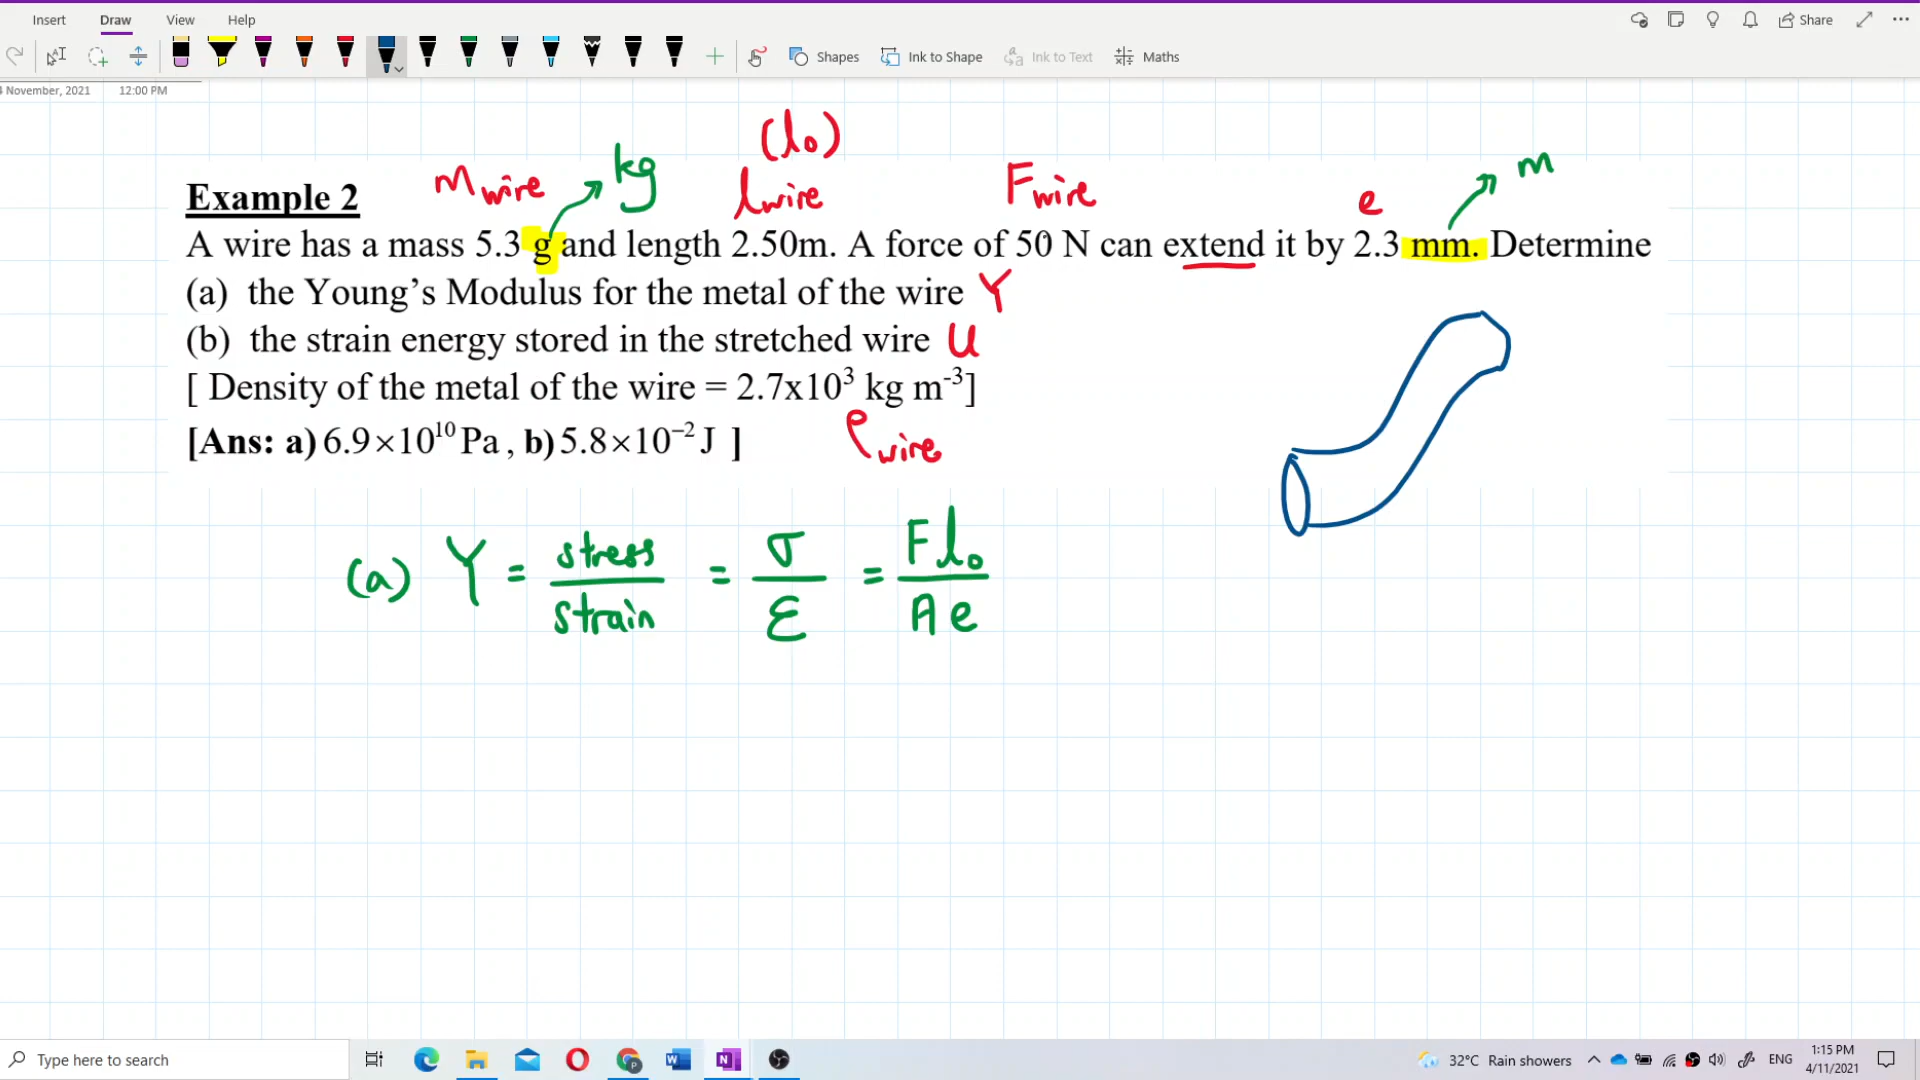 Insert Draw View Help Share
Shapes Ink to Shape Ink to Text Maths
4 November, 2021 12:00 PM
(l₀)
m wire kg l wire F wire e m
Example 2
A wire has a mass 5.3 g and length 2.50m. A force of 50 N can extend it by 2.3 mm. Determine
(a) the Young's Modulus for the metal of the wire Y
(b) the strain energy stored in the stretched wire U
[ Density of the metal of the wire = 2.7x10³ kg m⁻³]
[Ans: a) 6.9×10¹⁰ Pa , b) 5.8×10⁻² J ]
ρ wire
(a) Y = stress / strain = σ / ε = F l₀ / A e
Type here to search
32°C Rain showers ENG 1:15 PM
4/11/2021